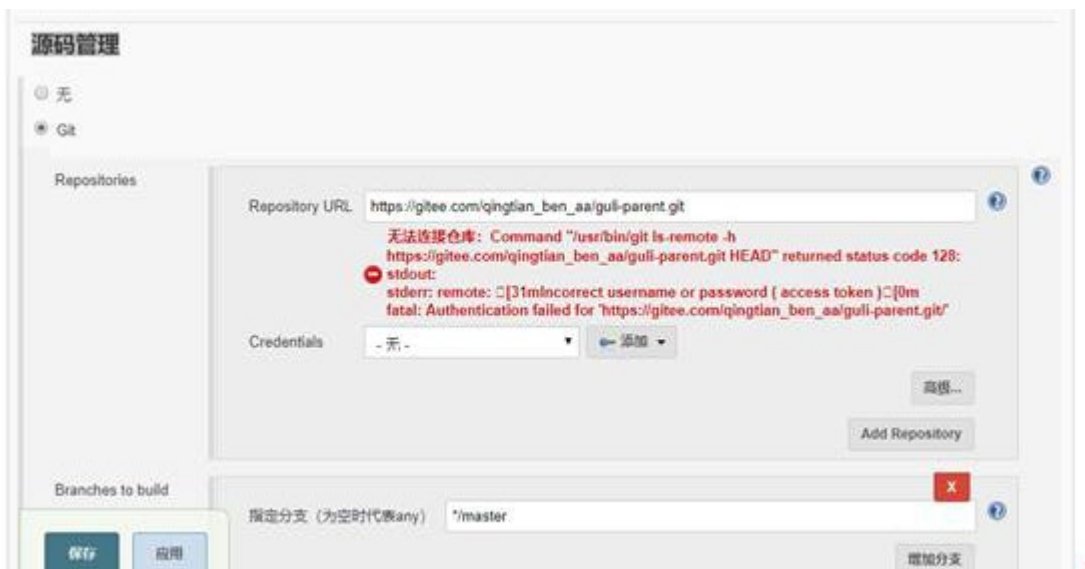 源码管理
无
Git
Repositories
Repository URL
https://gitee.com/qingtian_ben_aa/guli-parent.git
无法连接仓库：Command "/usr/bin/git ls-remote -h
https://gitee.com/qingtian_ben_aa/guli-parent.git HEAD" returned status code 128:
stdout:
stderr: remote: □[31mIncorrect username or password ( access token )□[0m
fatal: Authentication failed for 'https://gitee.com/qingtian_ben_aa/guli-parent.git/'
Credentials
- 无 -
添加
高级...
Add Repository
Branches to build
X
指定分支（为空时代表any）
*/master
增加分支
保存
应用